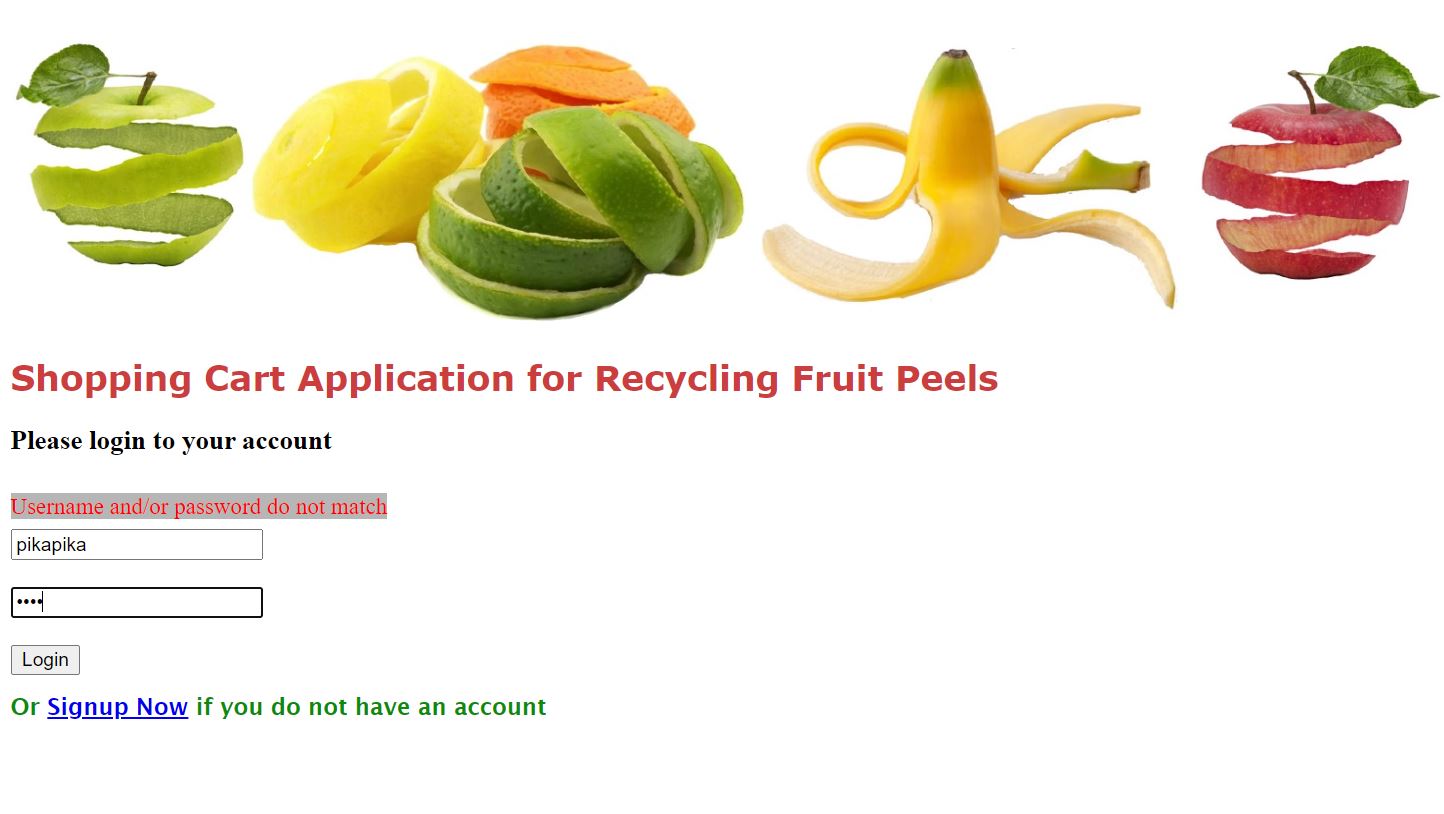 Shopping Cart Application for Recycling Fruit Peels
Please login to your account
Username and/or password do not match
pikapika
••••
Login
Or Signup Now if you do not have an account